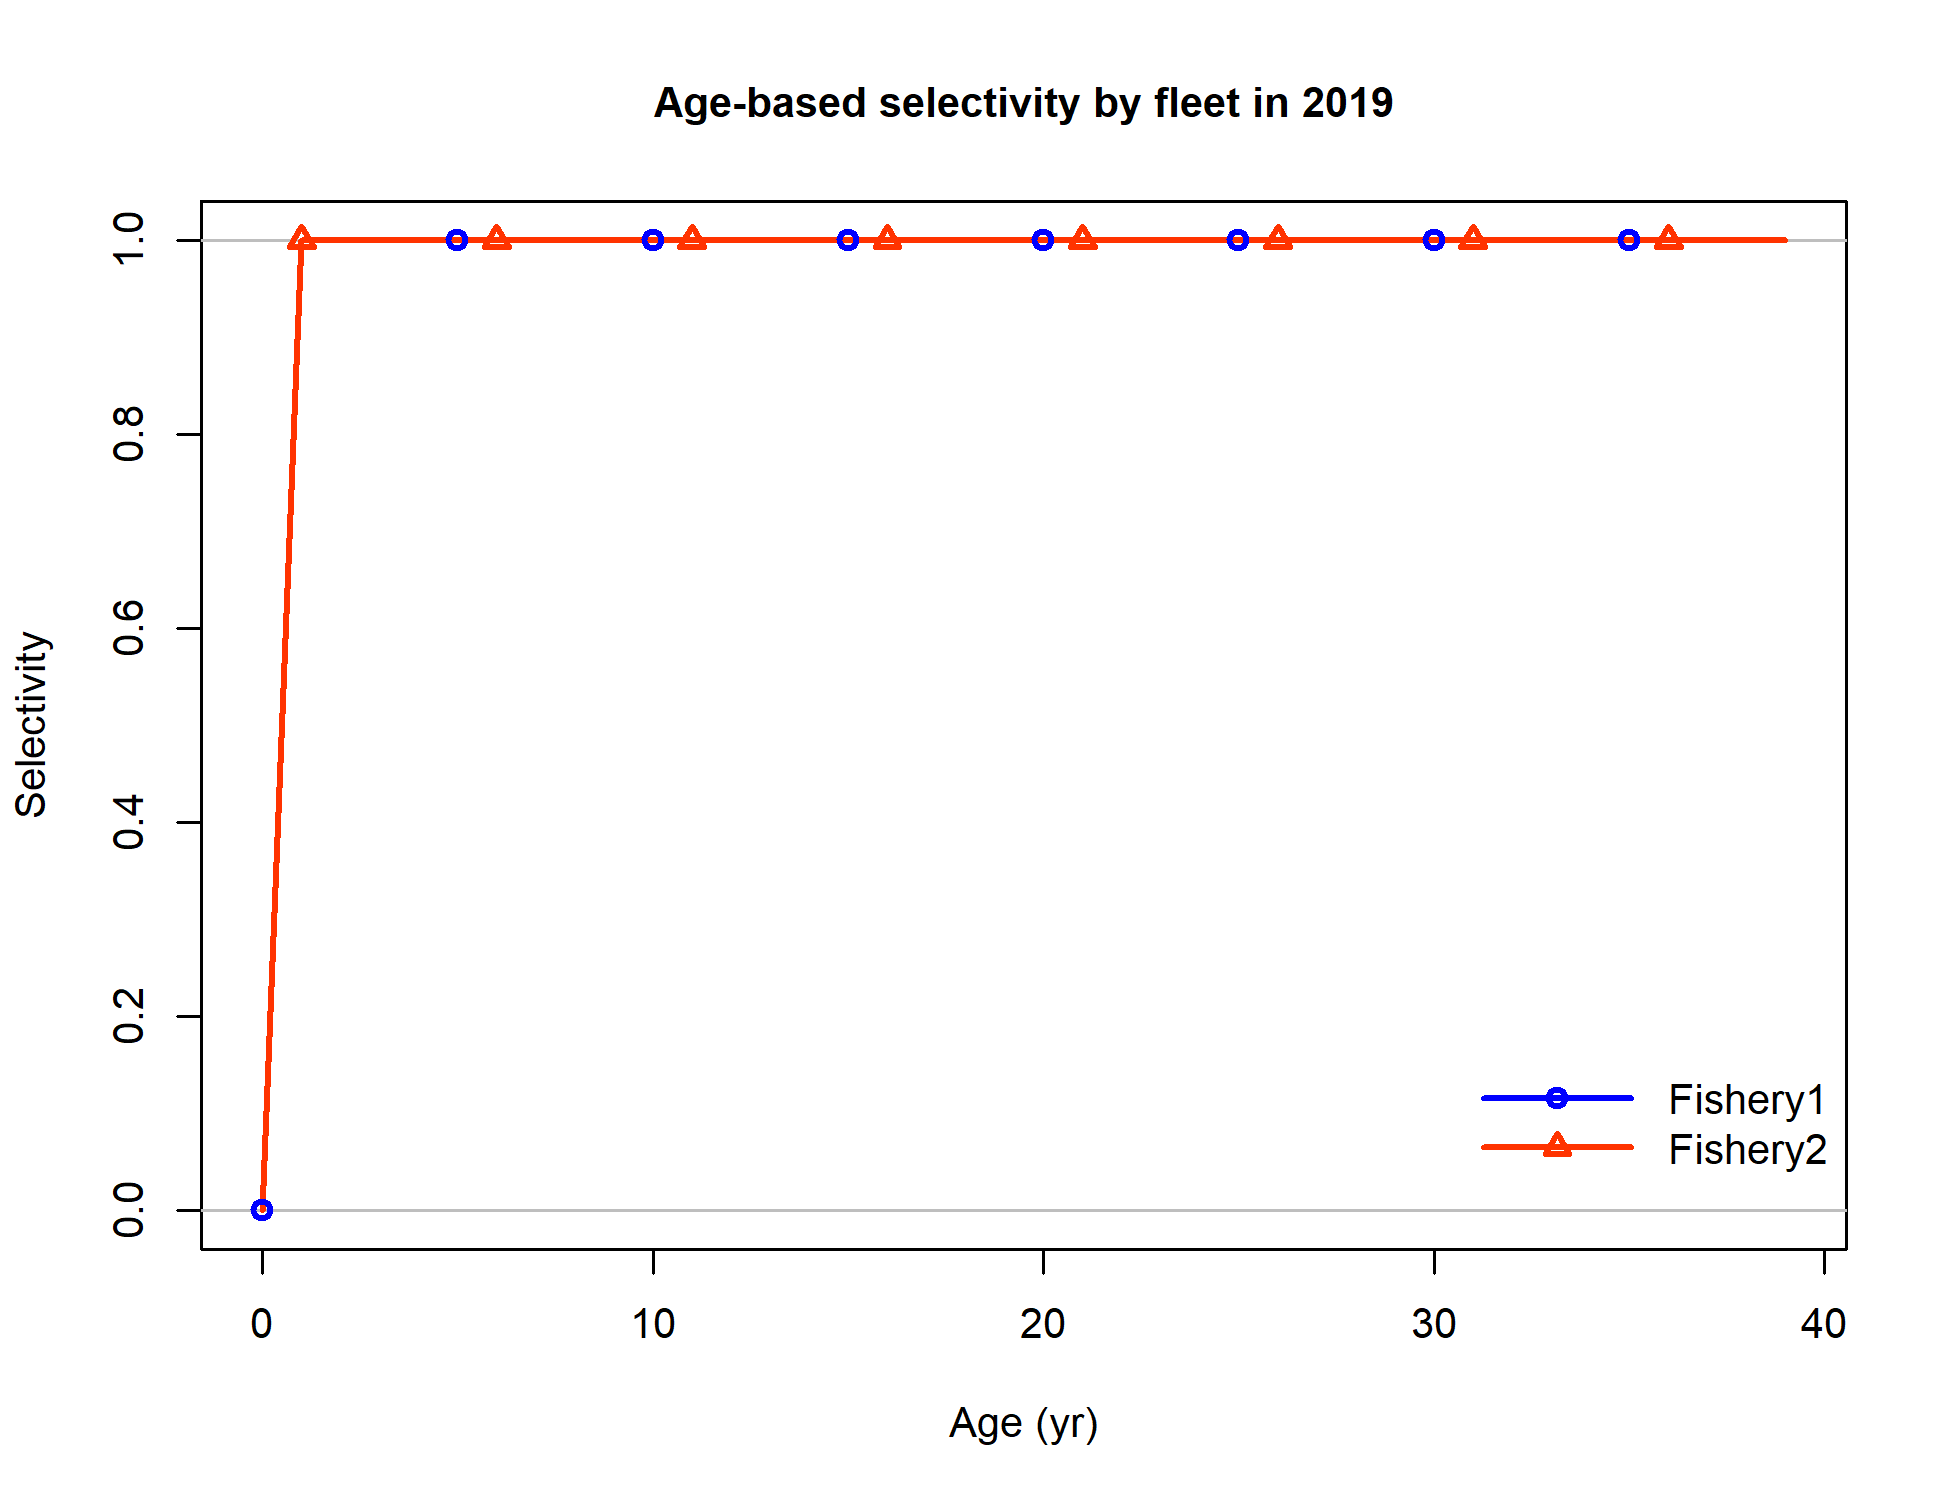 Age-based selectivity by fleet in 2019
Selectivity
1.0
0.8
0.6
0.4
0.2
0.0
Fishery1
Fishery2
0 10 20 30 40
Age (yr)